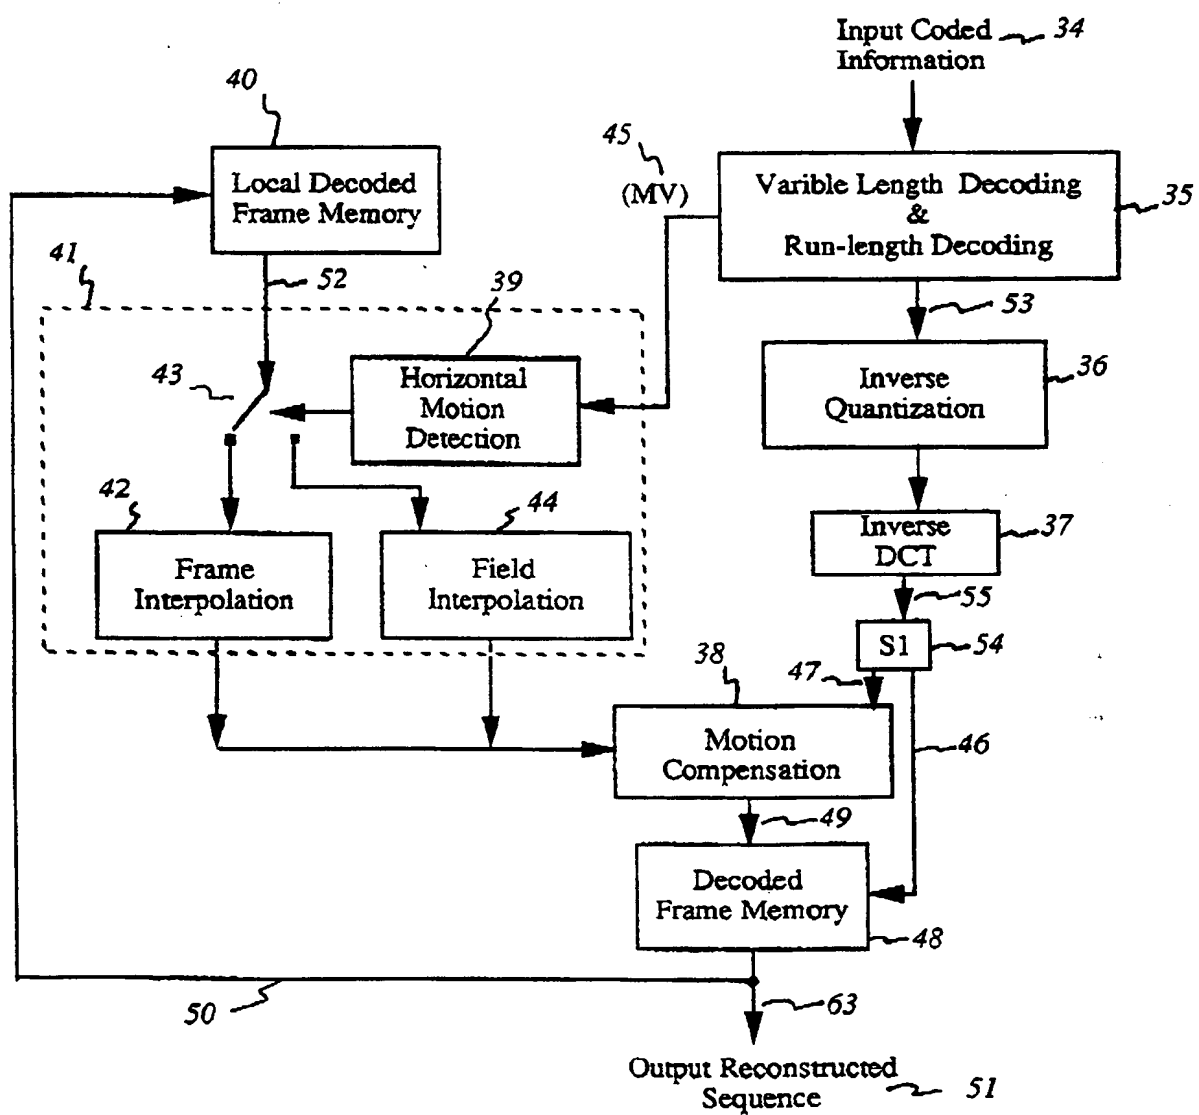 Input Coded
Information
34
40
45
(MV)
Local Decoded
Frame Memory
Varible Length Decoding
&
Run-length Decoding
35
41
52
39
53
43
Horizontal
Motion
Detection
Inverse
Quantization
36
42
44
Frame
Interpolation
Field
Interpolation
Inverse
DCT
37
55
S1
54
38
47
Motion
Compensation
46
49
Decoded
Frame Memory
48
50
63
Output Reconstructed
Sequence
51